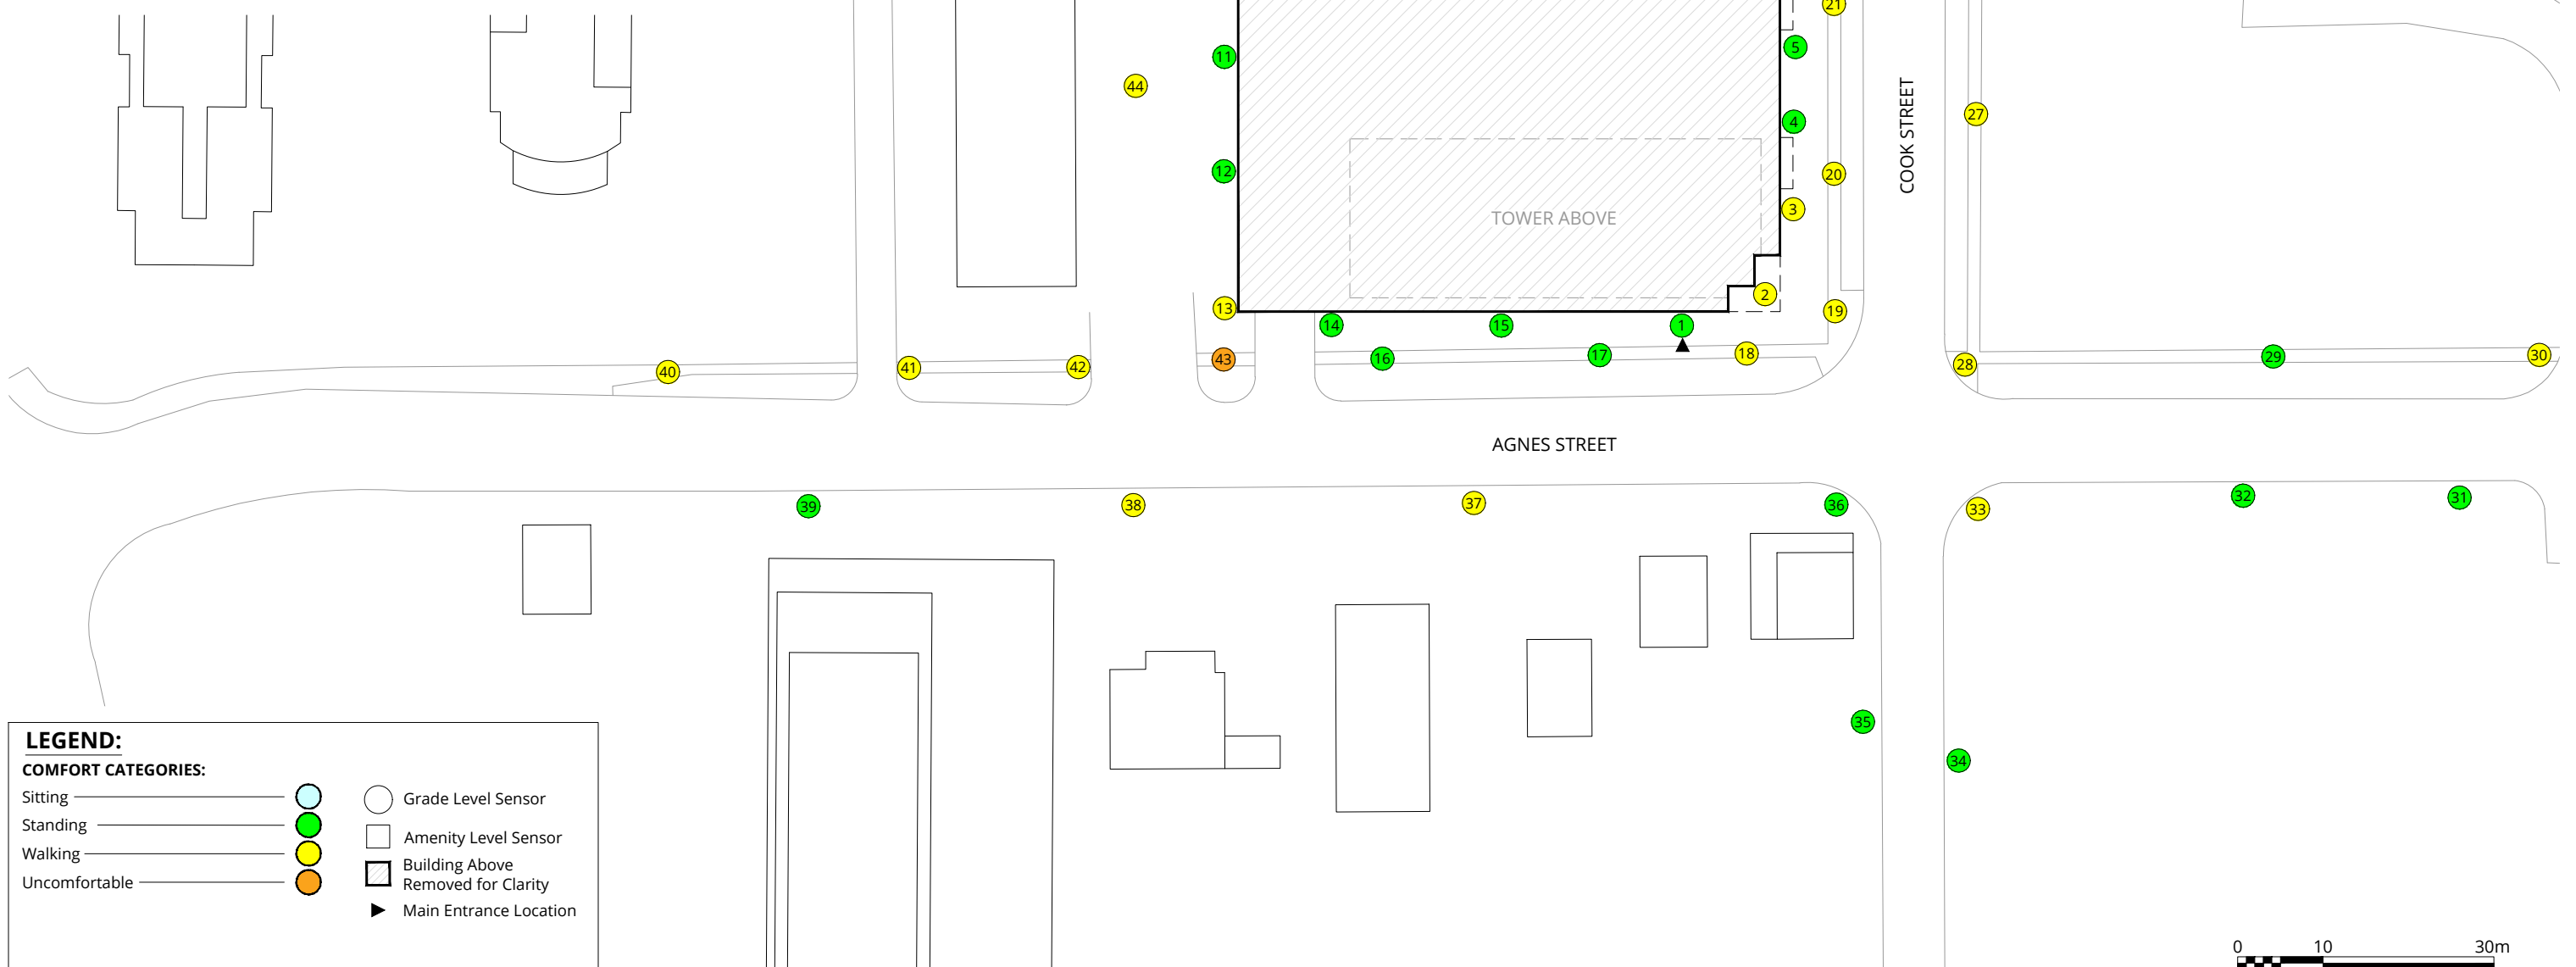 21
5
11
44
27
4
12
20
3
TOWER ABOVE
COOK STREET
2
13
19
14
15
1
43
16
17
18
28
29
30
40
41
42
AGNES STREET
39
38
37
36
33
32
31
35
34
LEGEND:
COMFORT CATEGORIES:
Sitting
Standing
Walking
Uncomfortable
Grade Level Sensor
Amenity Level Sensor
Building Above
Removed for Clarity
Main Entrance Location
0 10 30m